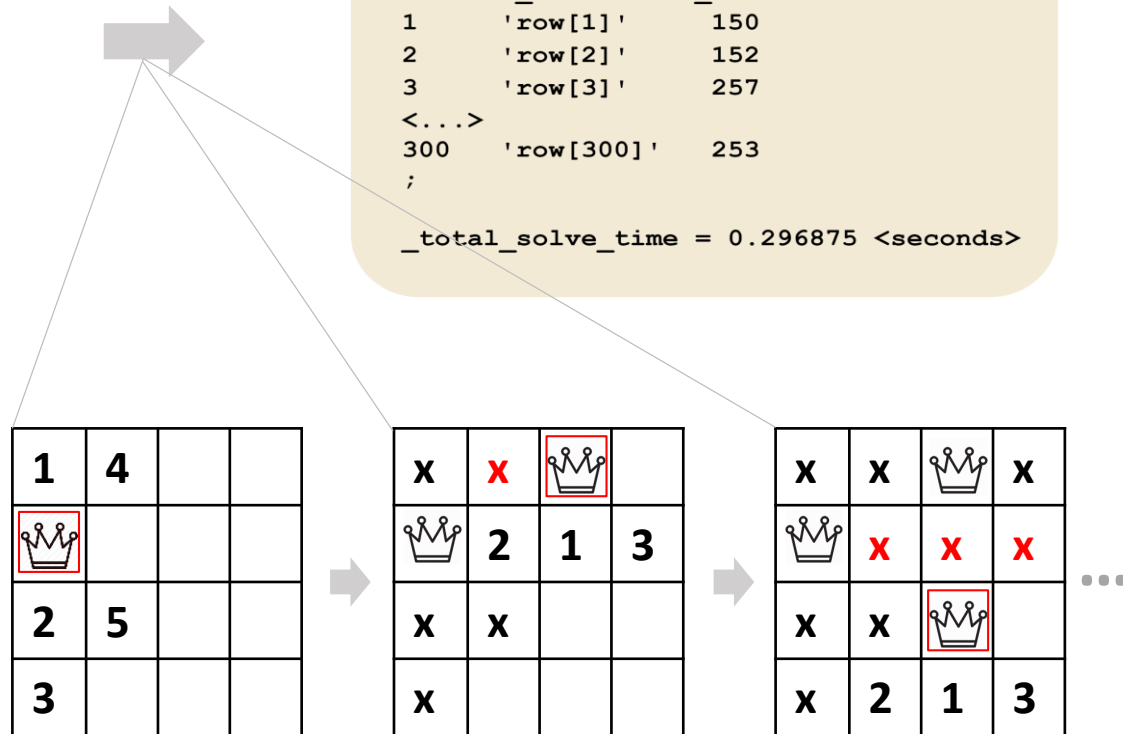 1 'row[1]' 150
2 'row[2]' 152
3 'row[3]' 257
<...>
300 'row[300]' 253
;
_total_solve_time = 0.296875 <seconds>
1 4
2 5
3
x x
2 1 3
x x
x
x x x
x x x
x x
x 2 1 3